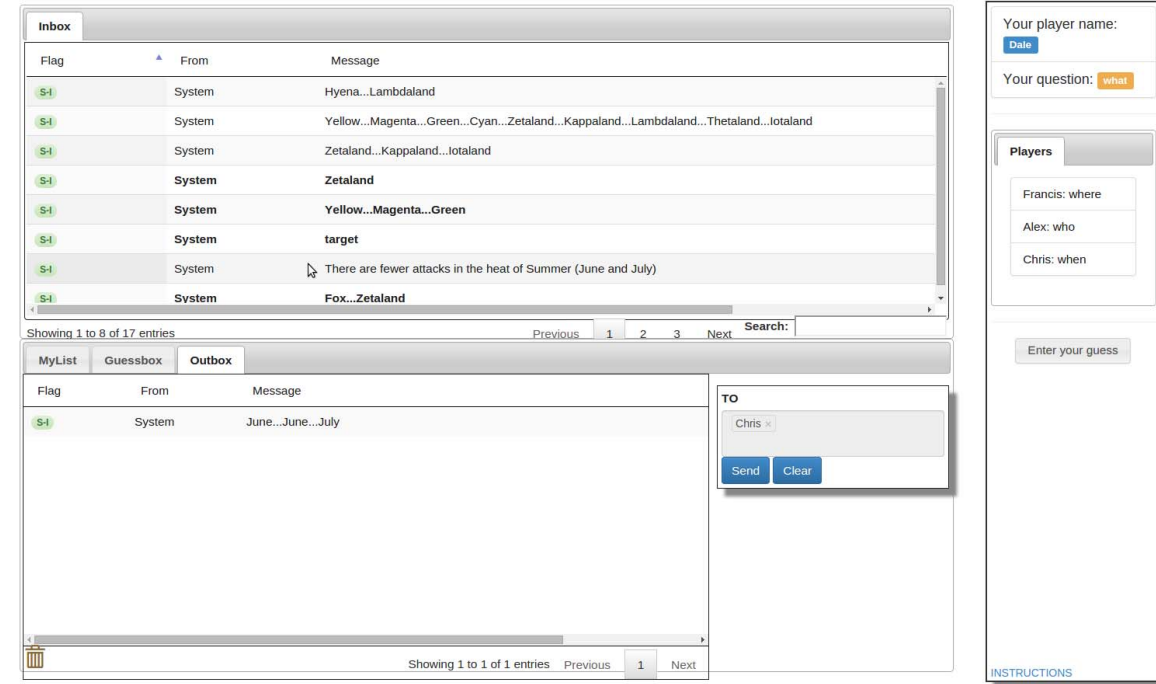 Inbox
Flag From Message
S-I System Hyena...Lambdaland
S-I System Yellow...Magenta...Green...Cyan...Zetaland...Kappaland...Lambdaland...Thetaland...Iotaland
S-I System Zetaland...Kappaland...Iotaland
S-I System Zetaland
S-I System Yellow...Magenta...Green
S-I System target
S-I System There are fewer attacks in the heat of Summer (June and July)
S-I System Fox...Zetaland
Showing 1 to 8 of 17 entries Previous 1 2 3 Next Search:
MyList Guessbox Outbox
Flag From Message
S-I System June...June...July
Showing 1 to 1 of 1 entries Previous 1 Next
TO
Chris ×
Send Clear
Your player name:
Dale
Your question: what
Players
Francis: where
Alex: who
Chris: when
Enter your guess
INSTRUCTIONS